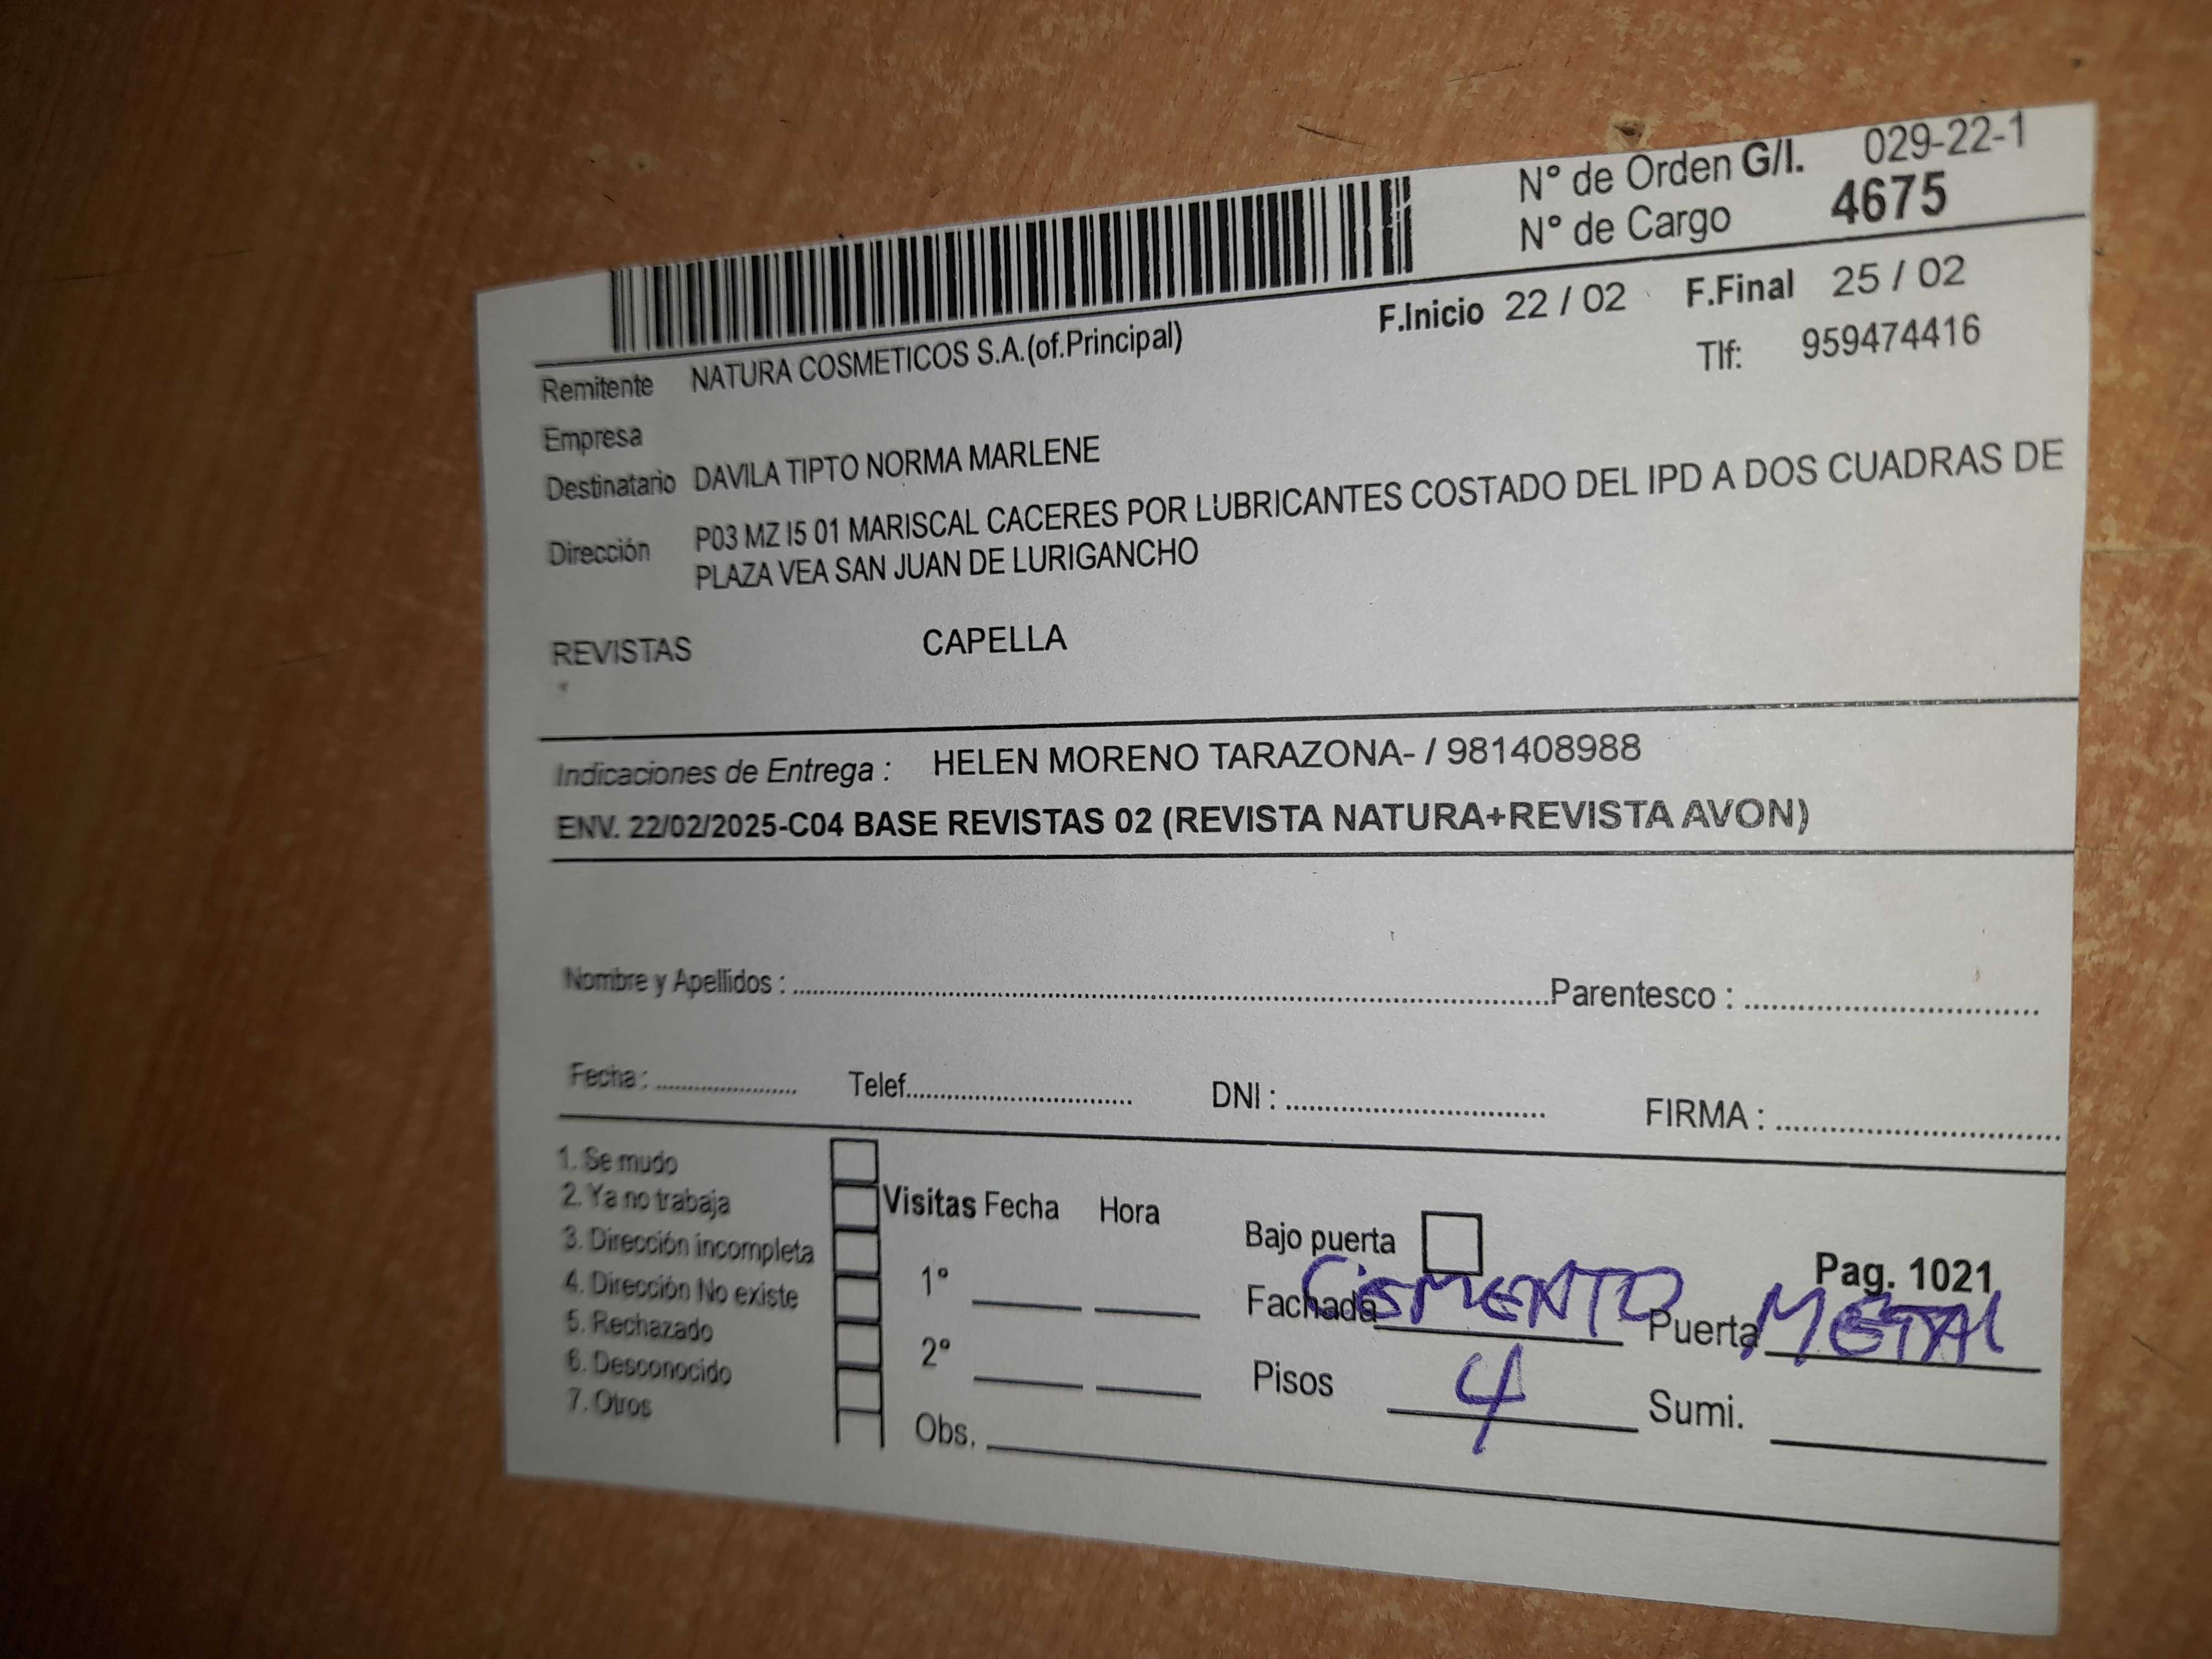 N° de Orden G/I. 029-22-1
N° de Cargo 4675
F.Inicio 22 / 02 F.Final 25 / 02
Remitente NATURA COSMETICOS S.A.(of.Principal) Tlf: 959474416
Empresa
Destinatario DAVILA TIPTO NORMA MARLENE
Dirección P03 MZ I5 01 MARISCAL CACERES POR LUBRICANTES COSTADO DEL IPD A DOS CUADRAS DE
PLAZA VEA SAN JUAN DE LURIGANCHO
REVISTAS CAPELLA
Indicaciones de Entrega : HELEN MORENO TARAZONA- / 981408988
ENV. 22/02/2025-C04 BASE REVISTAS 02 (REVISTA NATURA+REVISTA AVON)
Nombre y Apellidos : Parentesco :
Fecha : Telef. DNI : FIRMA :
1. Se mudo
2. Ya no trabaja
3. Dirección incompleta
4. Dirección No existe
5. Rechazado
6. Desconocido
7. Otros
Visitas Fecha Hora
1°
2°
Obs.
Bajo puerta
Pag. 1021
Fachada CEMENTO Puerta METAL
Pisos 4 Sumi.